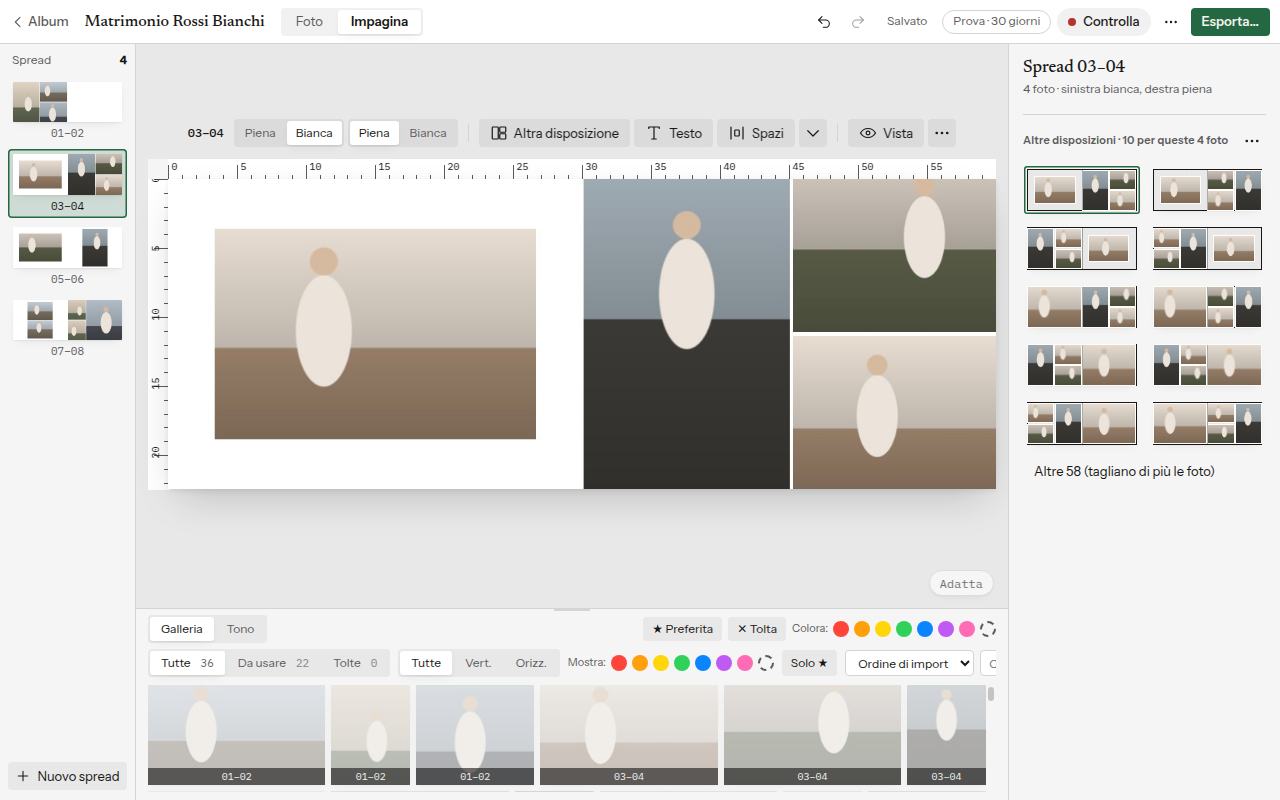 Album
Matrimonio Rossi Bianchi
Foto
Impagina
Salvato
Prova · 30 giorni
Controlla
Esporta…
Spread
4
01–02
03–04
05–06
07–08
Nuovo spread
03–04
Piena
Bianca
Piena
Bianca
Altra disposizione
Testo
Spazi
Vista
0 5 10 15 20 25 30 35 40 45 50 55
0 5 10 15 20
Adatta
Spread 03–04
4 foto · sinistra bianca, destra piena
Altre disposizioni · 10 per queste 4 foto
Altre 58 (tagliano di più le foto)
Galleria
Tono
★ Preferita
✕ Tolta
Colora:
Tutte 36
Da usare 22
Tolte 0
Tutte
Vert.
Orizz.
Mostra:
Solo ★
Ordine di import
01–02
01–02
01–02
03–04
03–04
03–04